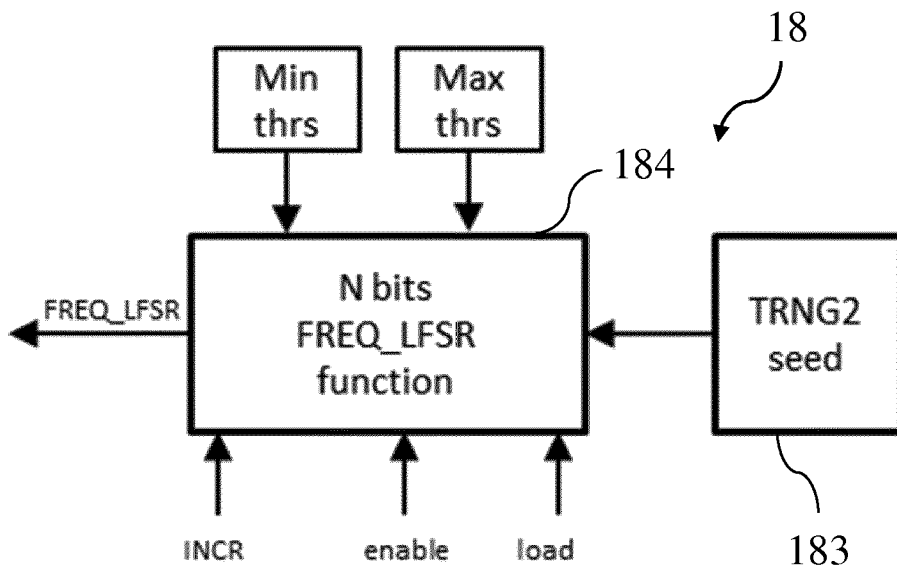 18
Min
thrs
Max
thrs
184
N bits
FREQ_LFSR
function
FREQ_LFSR
TRNG2
seed
INCR
enable
load
183